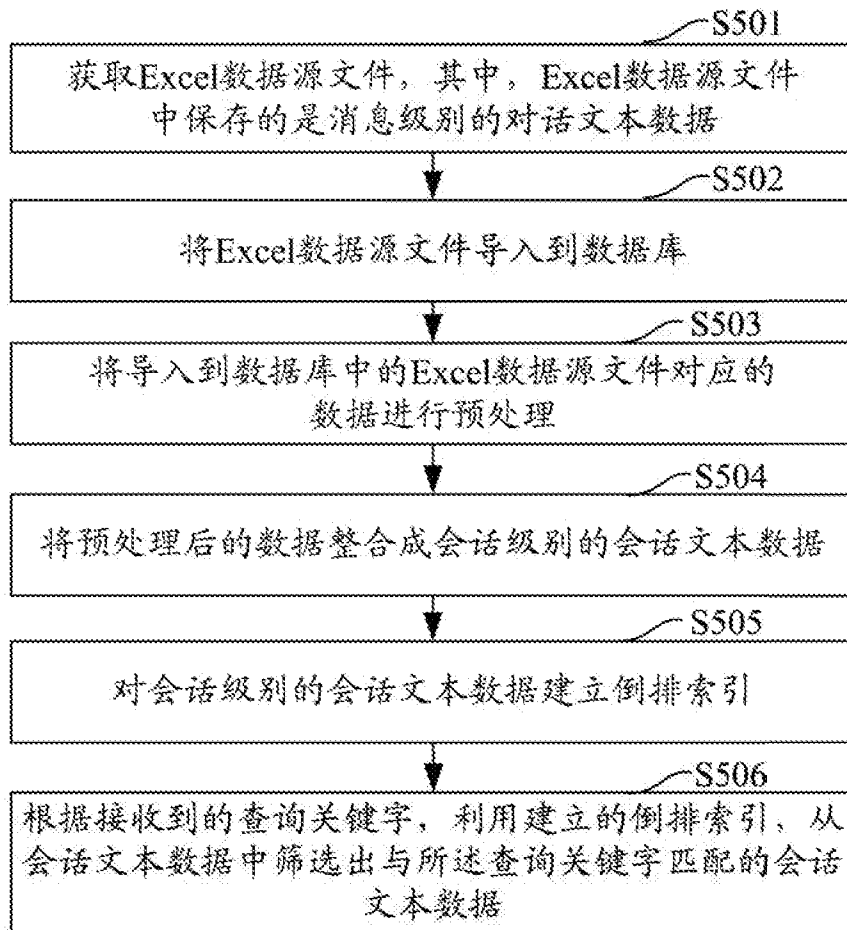 S501
获取Excel数据源文件，其中，Excel数据源文件
中保存的是消息级别的对话文本数据
S502
将Excel数据源文件导入到数据库
S503
将导入到数据库中的Excel数据源文件对应的
数据进行预处理
S504
将预处理后的数据整合成会话级别的会话文本数据
S505
对会话级别的会话文本数据建立倒排索引
S506
根据接收到的查询关键字，利用建立的倒排索引、从
会话文本数据中筛选出与所述查询关键字匹配的会话
文本数据